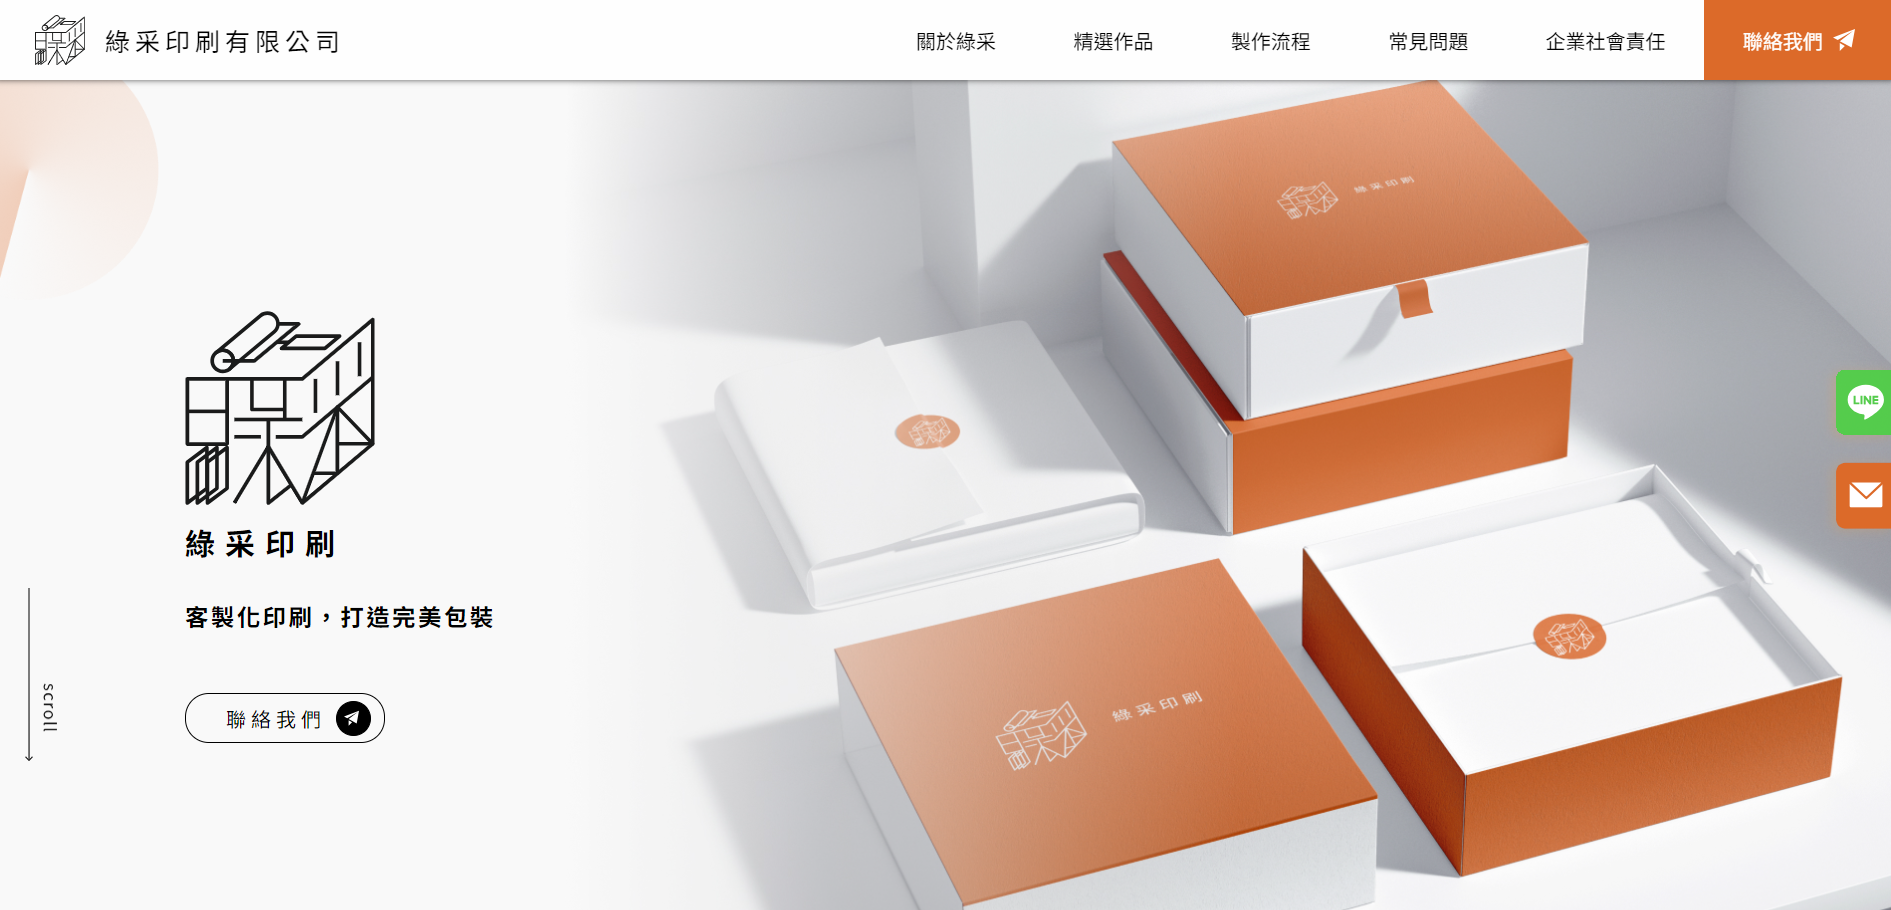 綠采印刷有限公司
關於綠采
精選作品
製作流程
常見問題
企業社會責任
聯絡我們
綠采印刷
LINE
綠采印刷
客製化印刷，打造完美包裝
scroll
聯絡我們
綠采印刷